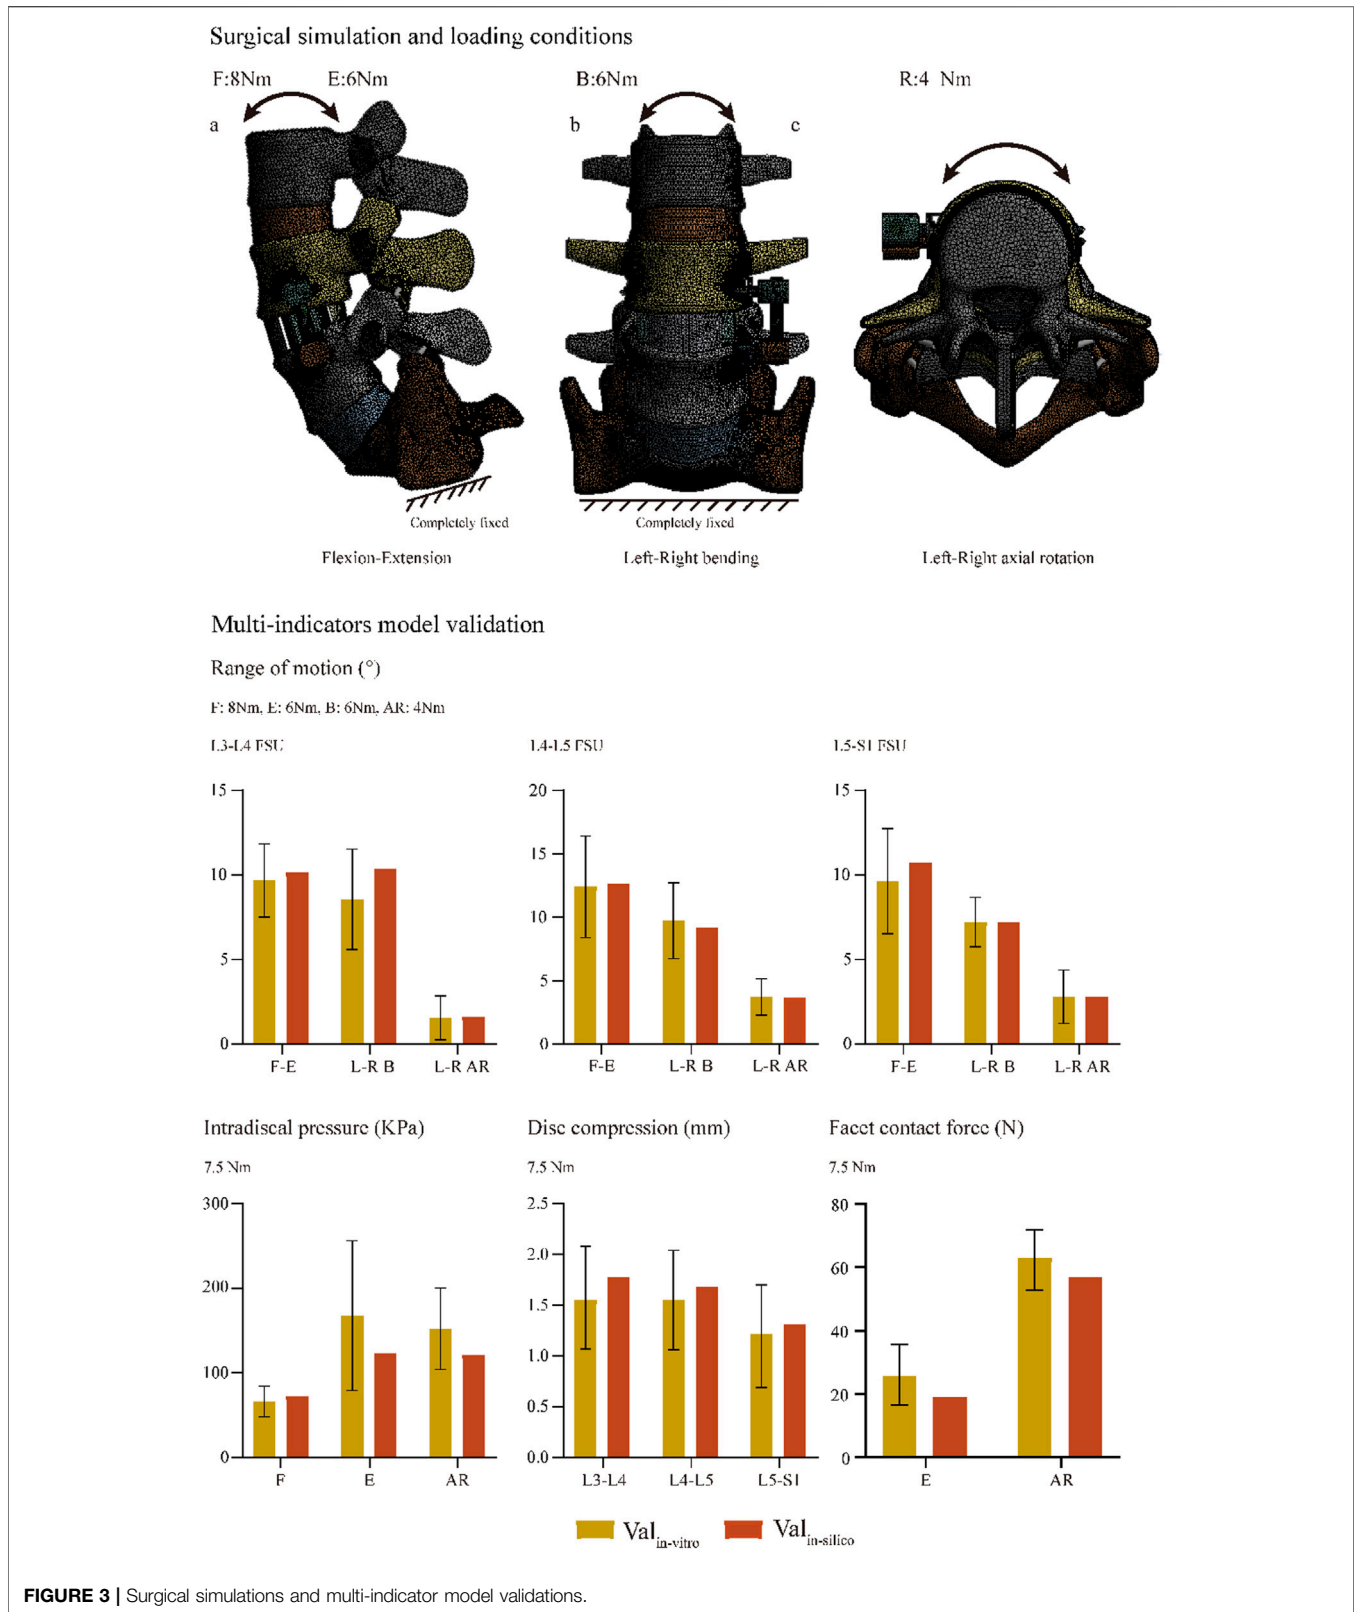 Surgical simulation and loading conditions
F:8Nm E:6Nm B:6Nm R:4 Nm
a b c
Completely fixed Completely fixed
Flexion-Extension Left-Right bending Left-Right axial rotation
Multi-indicators model validation
Range of motion (°)
F: 8Nm, E: 6Nm, B: 6Nm, AR: 4Nm
L3-L4 FSU L4-L5 FSU L5-S1 FSU
15 20 15
15
10 10
10
5 5 5
0 0 0
F-E L-R B L-R AR F-E L-R B L-R AR F-E L-R B L-R AR
Intradiscal pressure (KPa) Disc compression (mm) Facet contact force (N)
7.5 Nm 7.5 Nm 7.5 Nm
300 2.5 80
2.0
200 60
1.5
1.0 40
100
0.5 20
0 0.0 0
F E AR L3-L4 L4-L5 L5-S1 E AR
Val in-vitro Val in-silico
FIGURE 3 | Surgical simulations and multi-indicator model validations.